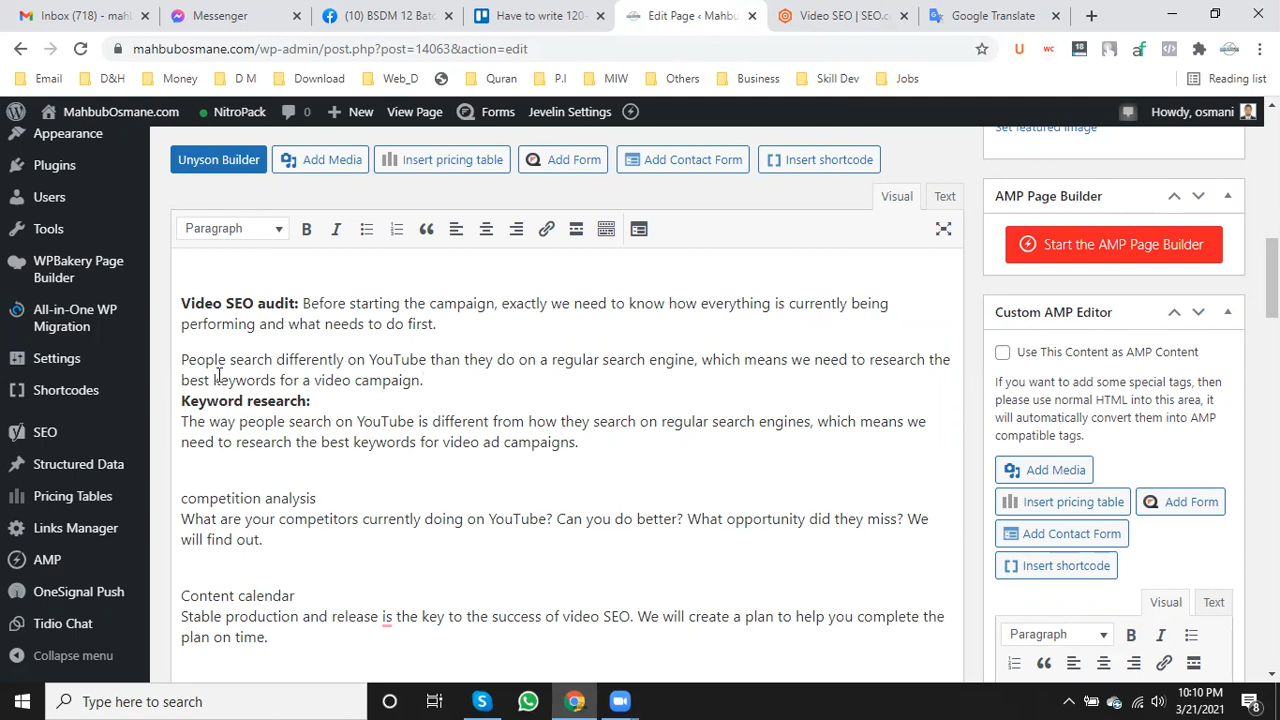 Inbox (718) - mahl
Messenger
(10) BSDM 12 Batc
Have to write 120-
Edit Page ‹ Mahbu
Video SEO | SEO.c
Google Translate
mahbubosmane.com/wp-admin/post.php?post=14063&action=edit
Email
D&H
Money
D M
Download
Web_D
Quran
P.I
MIW
Others
Business
Skill Dev
Jobs
Reading list
MahbubOsmane.com
NitroPack
0
New
View Page
Forms
Jevelin Settings
Howdy, osmani
Appearance
Plugins
Users
Tools
WPBakery Page
Builder
All-in-One WP
Migration
Settings
Shortcodes
SEO
Structured Data
Pricing Tables
Links Manager
AMP
OneSignal Push
Tidio Chat
Collapse menu
Unyson Builder
Add Media
Insert pricing table
Add Form
Add Contact Form
Insert shortcode
Visual
Text
Paragraph
Video SEO audit: Before starting the campaign, exactly we need to know how everything is currently being
performing and what needs to do first.
People search differently on YouTube than they do on a regular search engine, which means we need to research the
best keywords for a video campaign.
Keyword research:
The way people search on YouTube is different from how they search on regular search engines, which means we
need to research the best keywords for video ad campaigns.
competition analysis
What are your competitors currently doing on YouTube? Can you do better? What opportunity did they miss? We
will find out.
Content calendar
Stable production and release is the key to the success of video SEO. We will create a plan to help you complete the
plan on time.
Set featured image
AMP Page Builder
Start the AMP Page Builder
Custom AMP Editor
Use This Content as AMP Content
If you want to add some special tags, then
please use normal HTML into this area, it
will automatically convert them into AMP
compatible tags.
Add Media
Insert pricing table
Add Form
Add Contact Form
Insert shortcode
Visual
Text
Paragraph
Type here to search
10:10 PM
3/21/2021
8